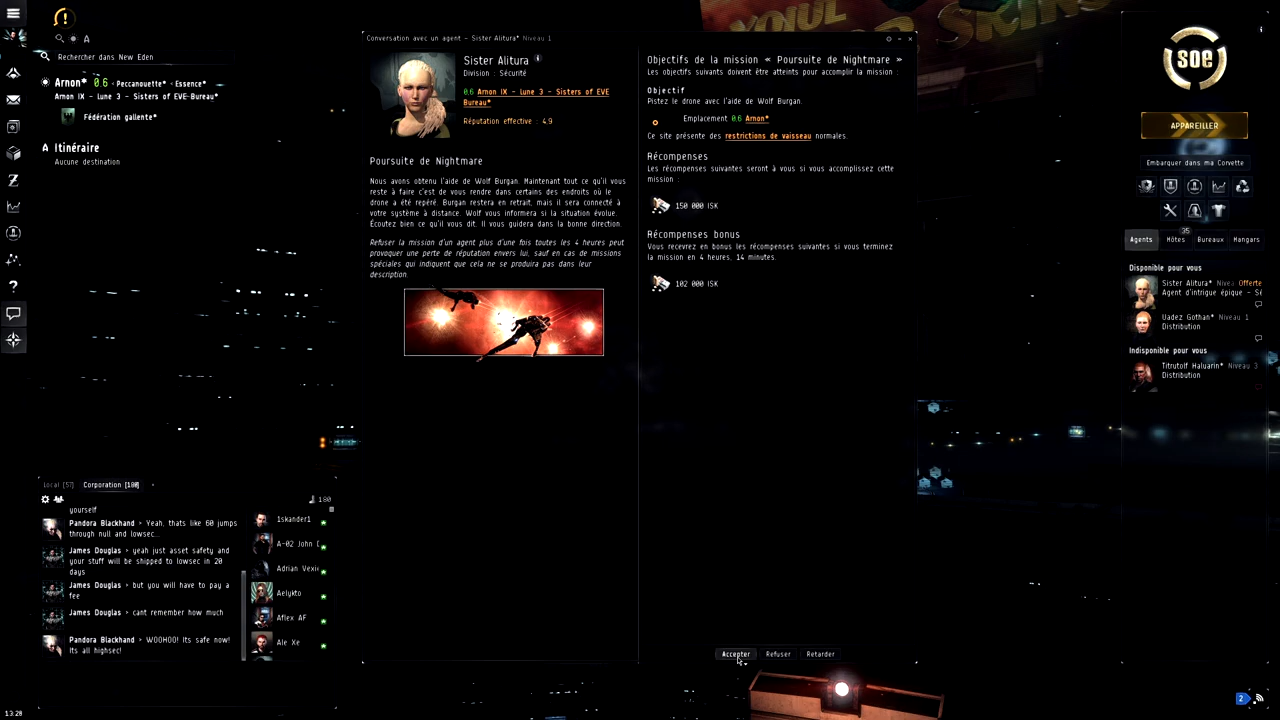 Rechercher dans New Eden
Arnon* 0.6 ‹ Peccanouette* ‹ Essence*
Arnon IX - lune 3 - Sisters of EVE Bureau*
Fédération gallente*
Itinéraire
Aucune destination
Conversation avec un agent - Sister Alitura* Niveau 1
Sister Alitura
Division : Sécurité
0.6 Arnon IX - lune 3 - Sisters of EVE
Bureau*
Réputation effective : 4.9
Poursuite de Nightmare
Nous avons obtenu l'aide de Wolf Burgan. Maintenant tout ce qu'il vous
reste à faire c'est de vous rendre dans certains des endroits où le
drone a été repéré. Burgan restera en retrait, mais il sera connecté à
votre système à distance. Wolf vous informera si la situation évolue.
Écoutez bien ce qu'il vous dit. Il vous guidera dans la bonne direction.
Refuser la mission d'un agent plus d'une fois toutes les 4 heures peut
provoquer une perte de réputation envers lui, sauf en cas de missions
spéciales qui indiquent que cela ne se produira pas dans leur
description.
Objectifs de la mission « Poursuite de Nightmare »
Les objectifs suivants doivent être atteints pour accomplir la mission :
Objectif
Pistez le drone avec l'aide de Wolf Burgan.
Emplacement 0.6 Arnon*
Ce site présente des restrictions de vaisseau normales.
Récompenses
Les récompenses suivantes seront à vous si vous accomplissez cette
mission :
150 000 ISK
Récompenses bonus
Vous recevrez en bonus les récompenses suivantes si vous terminez
la mission en 4 heures, 14 minutes.
102 000 ISK
Accepter Refuser Retarder
soe
APPAREILLER
Embarquer dans ma Corvette
35
Agents Hôtes Bureaux Hangars
Disponible pour vous
Sister Alitura* Nivea Offerte
Agent d'intrigue épique - Sé
Uadez Gothan* Niveau 1
Distribution
Indisponible pour vous
Titrutolf Haluarin* Niveau 3
Distribution
Local [57] Corporation [180]
180
yourself
Pandora Blackhand > Yeah, thats like 60 jumps
through null and lowsec...
James Douglas > yeah just asset safety and
your stuff will be shipped to lowsec in 20
days
James Douglas > but you will have to pay a
fee
James Douglas > cant remember how much
Pandora Blackhand > WOOHOO! Its safe now!
Its all highsec!
1skander1
A-02 John
Adrian Vexi
Aelykto
Aflex AF
Ale Xe
13:28
2